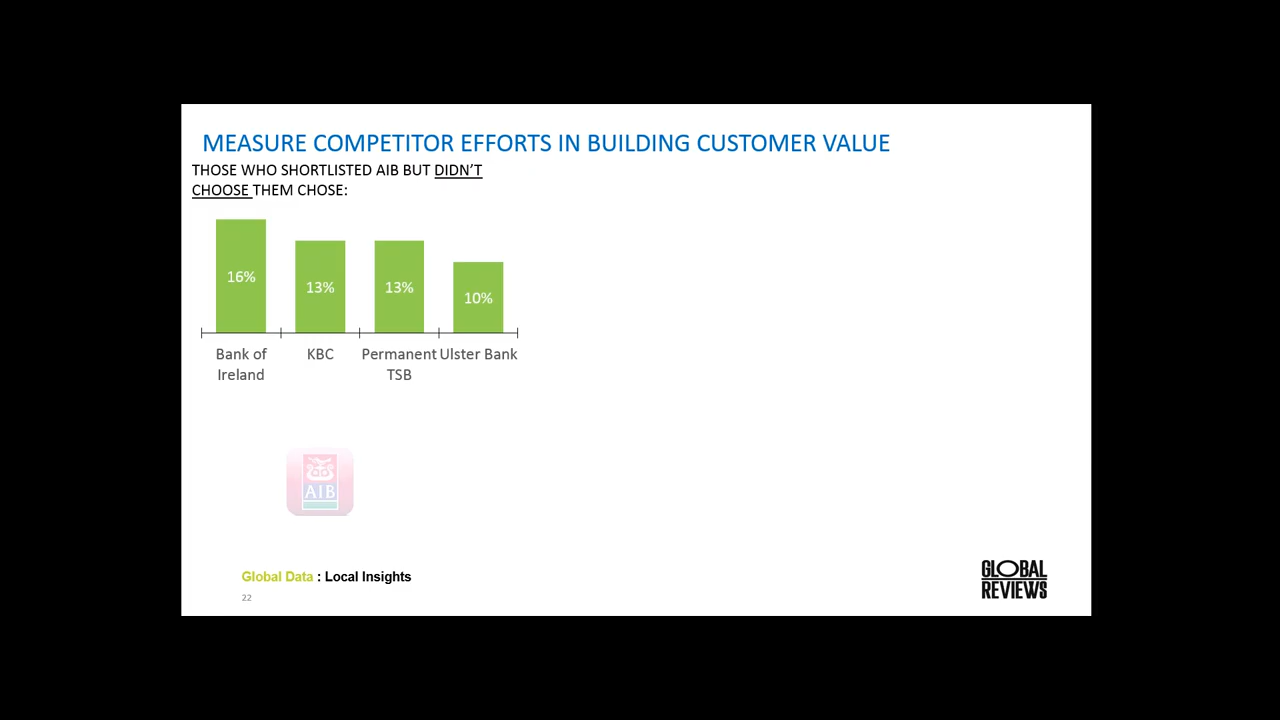 MEASURE COMPETITOR EFFORTS IN BUILDING CUSTOMER VALUE
THOSE WHO SHORTLISTED AIB BUT DIDN’T
CHOOSE THEM CHOSE:
16%
13%
13%
10%
Bank of
Ireland
KBC
Permanent
TSB
Ulster Bank
AIB
Global Data : Local Insights
22
GLOBAL
REVIEWS